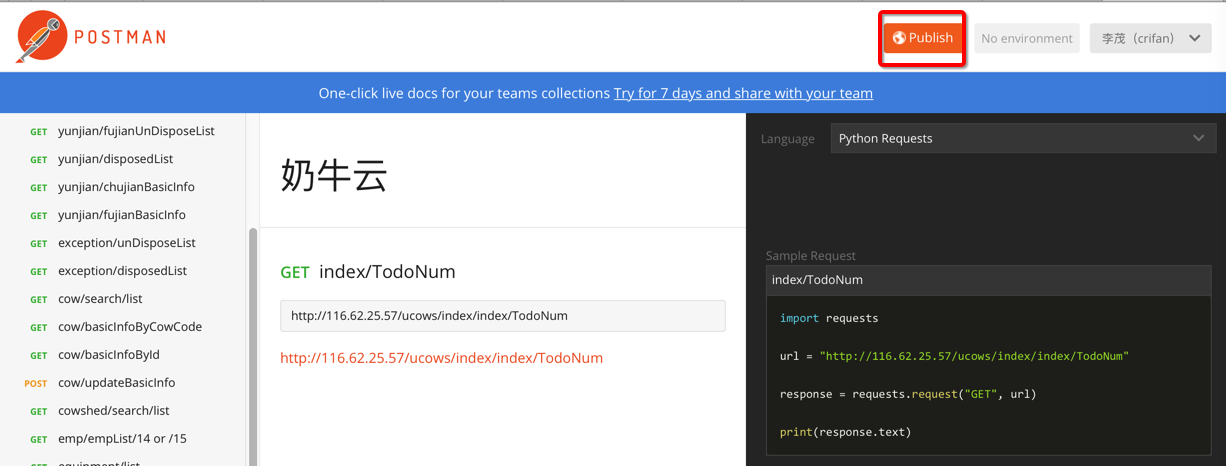 POSTMAN
Publish
No environment
李茂（crifan）
One-click live docs for your teams collections Try for 7 days and share with your team
GET yunjian/fujianUnDisposeList
GET yunjian/disposedList
GET yunjian/chujianBasicInfo
GET yunjian/fujianBasicInfo
GET exception/unDisposeList
GET exception/disposedList
GET cow/search/list
GET cow/basicInfoByCowCode
GET cow/basicInfoById
POST cow/updateBasicInfo
GET cowshed/search/list
GET emp/empList/14 or /15
GET equipment/list
奶牛云
GET index/TodoNum
http://116.62.25.57/ucows/index/index/TodoNum
http://116.62.25.57/ucows/index/index/TodoNum
Language Python Requests
Sample Request
index/TodoNum
import requests
url = "http://116.62.25.57/ucows/index/index/TodoNum"
response = requests.request("GET", url)
print(response.text)